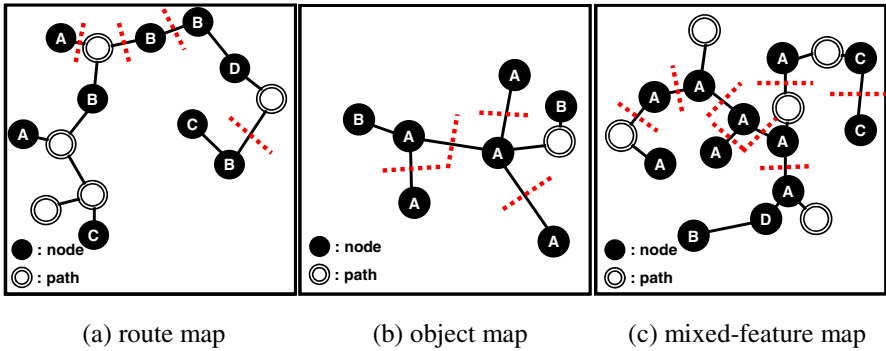 A
B
B
D
B
A
C
B
C
: node
: path
A
B
B
A
A
A
A
: node
: path
A
C
A
A
A
C
A
A
A
A
B
D
: node
: path
(a) route map
(b) object map
(c) mixed-feature map